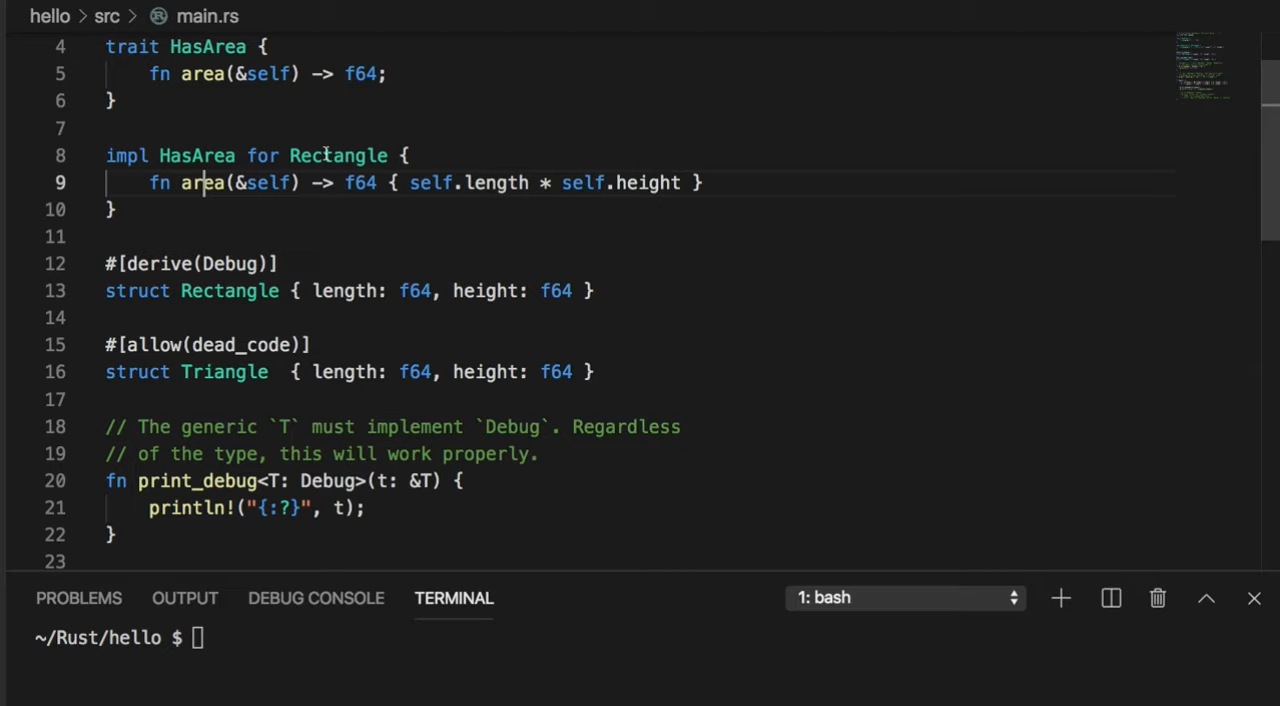 hello > src > main.rs
4 trait HasArea {
5 fn area(&self) -> f64;
6 }
7
8 impl HasArea for Rectangle {
9 fn area(&self) -> f64 { self.length * self.height }
10 }
11
12 #[derive(Debug)]
13 struct Rectangle { length: f64, height: f64 }
14
15 #[allow(dead_code)]
16 struct Triangle  { length: f64, height: f64 }
17
18 // The generic `T` must implement `Debug`. Regardless
19 // of the type, this will work properly.
20 fn print_debug<T: Debug>(t: &T) {
21 println!("{:?}", t);
22 }
23
PROBLEMS OUTPUT DEBUG CONSOLE TERMINAL 1: bash
~/Rust/hello $